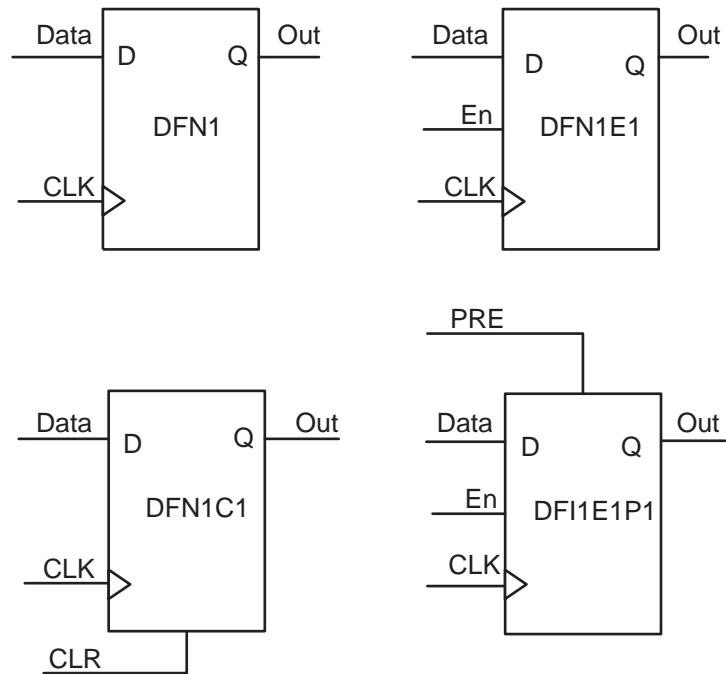 Data
Out
D
Q
DFN1
CLK
Data
Out
D
Q
En
DFN1E1
CLK
Data
Out
D
Q
DFN1C1
CLK
CLR
PRE
Data
Out
D
Q
En
DFI1E1P1
CLK